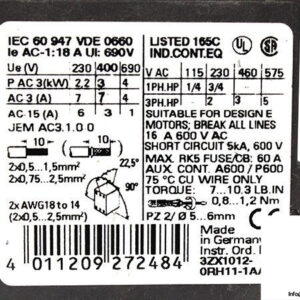 IEC 60 947 VDE 0660
Ie AC-1: 18 A Ui: 690V
Ue (V) 230 400 690
P AC 3(kW) 2,2 3 4
AC 3 (A) 7 7 4
AC 15 (A) 6 3 1
JEM AC3.1.0 0
10 10
22,5°
2x0,5...1,5mm²
2x0,75...2,5mm²
90°
2x AWG18 to 14
(2x0,5...2,5mm²)
4 011209 272484
LISTED 165C
IND.CONT.EQ
V AC 115 230 460 575
1PH.HP 1/4 3/4
3PH.HP 2 3
SUITABLE FOR DESIGN E
MOTORS; BREAK ALL LINES
16 A 600 V AC
SHORT CIRCUIT 5kA, 600 V
MAX. RK5 FUSE/CB: 60 A
AUX. CONT. A600 / P600
75 °C CU WIRE ONLY
TORQUE: 7...10.3 LB.IN
0,8...1,2 Nm
PZ 2/ Ø 5...6mm
Made in
Germany
Instr. Ord.
3ZX1012-
0RH11-1AA